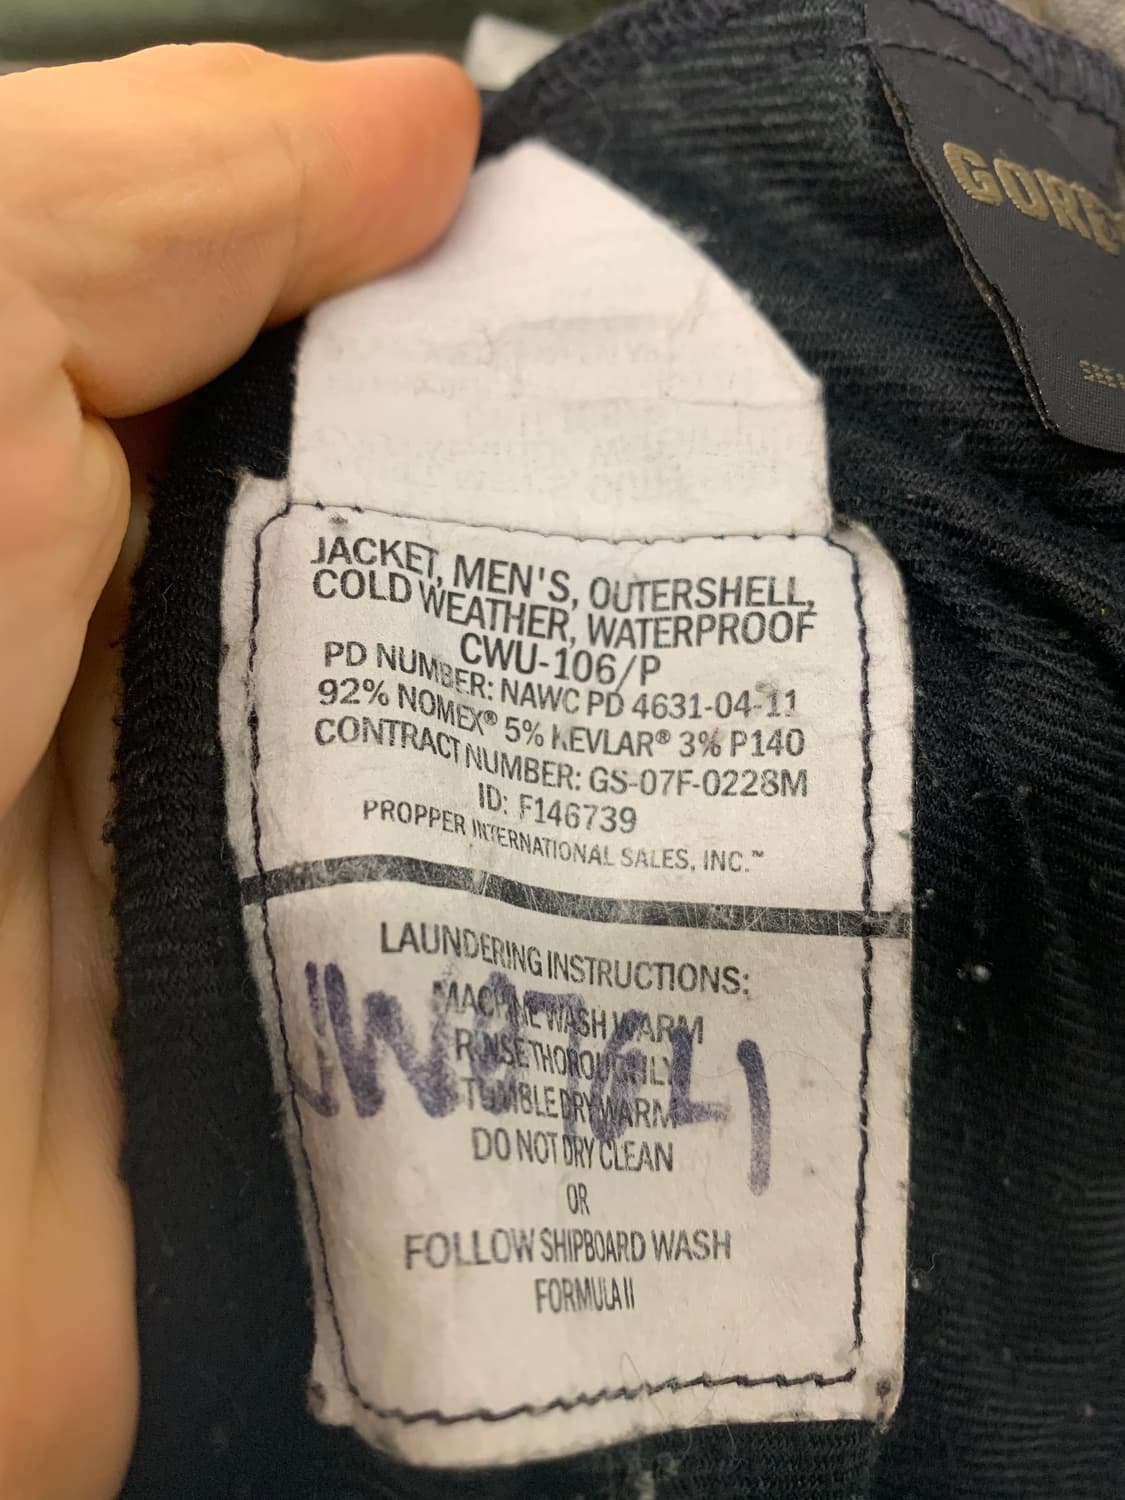 GORE-
JACKET, MEN'S, OUTERSHELL,
COLD WEATHER, WATERPROOF
CWU-106/P
PD NUMBER: NAWC PD 4631-04-11
92% NOMEX® 5% KEVLAR® 3% P140
CONTRACT NUMBER: GS-07F-0228M
ID: F146739
PROPPER INTERNATIONAL SALES, INC.™
LAUNDERING INSTRUCTIONS:
MACHINE WASH WARM
RINSE THOROUGHLY
TUMBLE DRY WARM
DO NOT DRY CLEAN
OR
FOLLOW SHIPBOARD WASH
FORMULA II